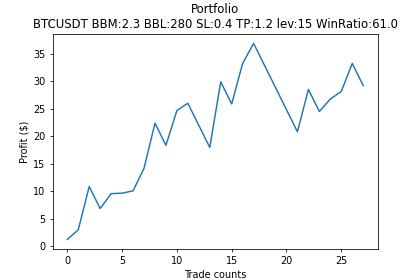 Portfolio
BTCUSDT BBM:2.3 BBL:280 SL:0.4 TP:1.2 lev:15 WinRatio:61.0
35
30
25
20
15
10
5
0
Profit ($)
0 5 10 15 20 25
Trade counts